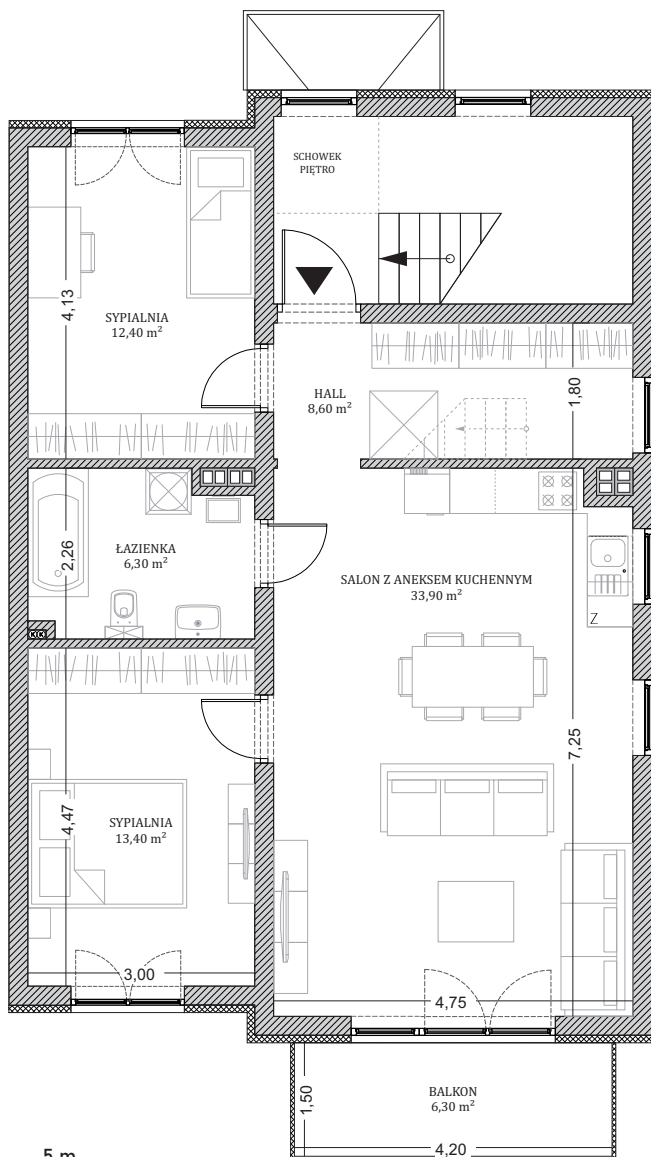 SCHOWEK
PIĘTRO
4,13
SYPIALNIA
12,40 m²
HALL
8,60 m²
1,80
2,26
ŁAZIENKA
6,30 m²
SALON Z ANEKSEM KUCHENNYM
33,90 m²
Z
7,25
4,47
SYPIALNIA
13,40 m²
3,00
4,75
1,50
BALKON
6,30 m²
4,20
5 m